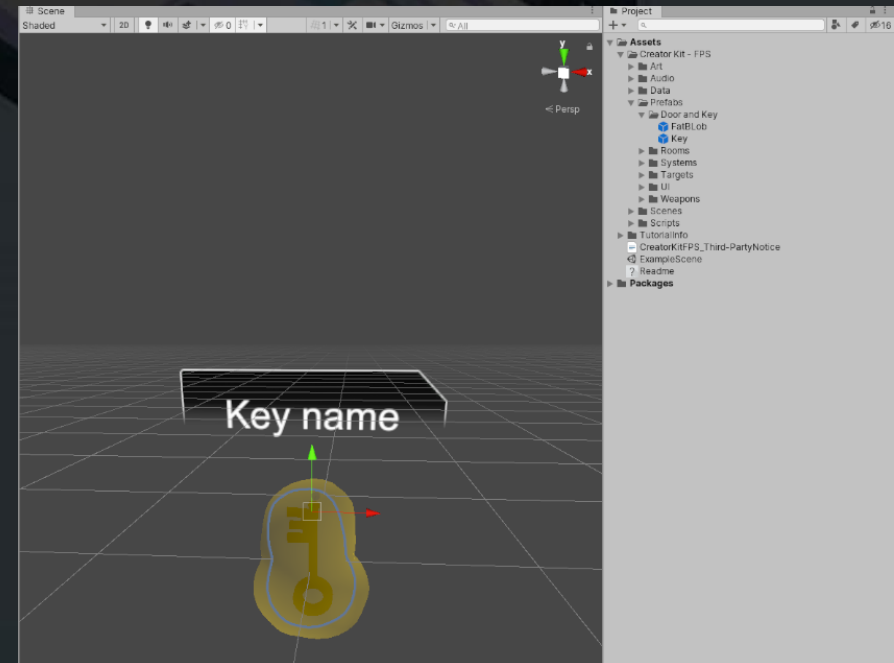 Scene
Shaded
2D
0
1
Gizmos
All
y
x
Persp
Key name
Project
16
Assets
Creator Kit - FPS
Art
Audio
Data
Prefabs
Door and Key
FatBLob
Key
Rooms
Systems
Targets
UI
Weapons
Scenes
Scripts
TutorialInfo
CreatorKitFPS_Third-PartyNotice
ExampleScene
Readme
Packages